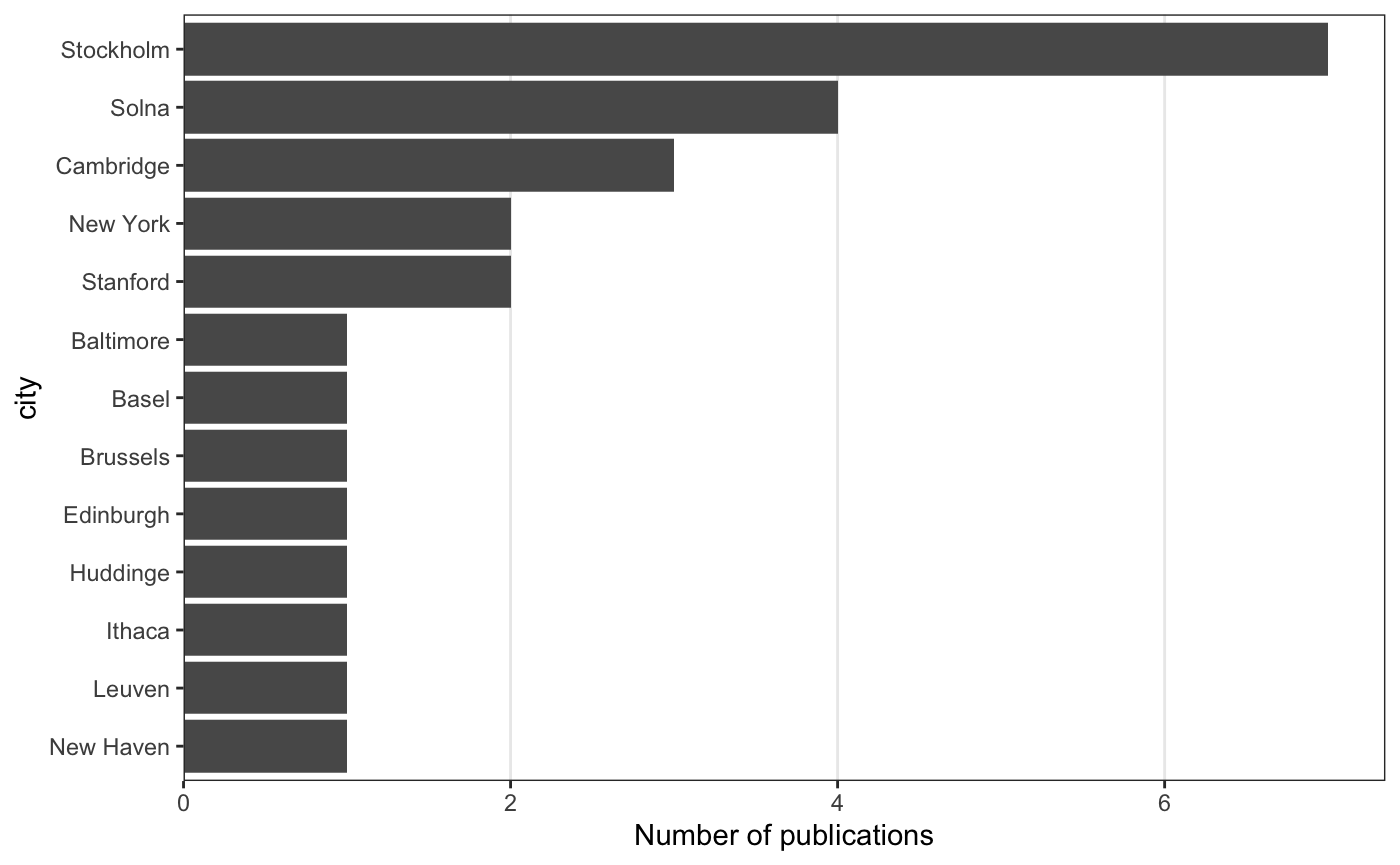 Stockholm
Solna
Cambridge
New York
Stanford
Baltimore
Basel
Brussels
Edinburgh
Huddinge
Ithaca
Leuven
New Haven
city
0 2 4 6
Number of publications